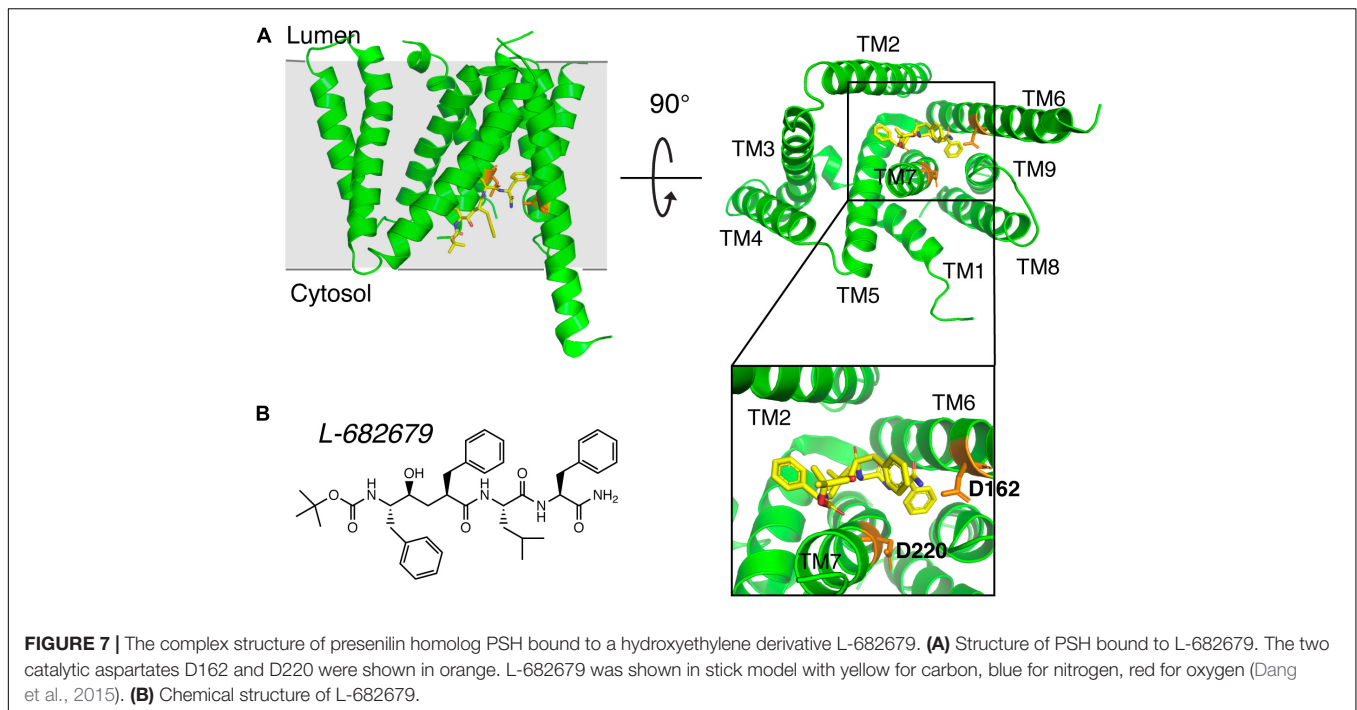 A
Lumen
Cytosol
90°
TM2
TM6
TM3
TM7
TM9
TM4
TM5
TM1
TM8
TM2
TM6
D162
D220
TM7
B
L-682679
OH
O
N
H
O
O
H
N
O
N
H
O
NH₂
O
FIGURE 7 | The complex structure of presenilin homolog PSH bound to a hydroxyethylene derivative L-682679. (A) Structure of PSH bound to L-682679. The two
catalytic aspartates D162 and D220 were shown in orange. L-682679 was shown in stick model with yellow for carbon, blue for nitrogen, red for oxygen (Dang
et al., 2015). (B) Chemical structure of L-682679.